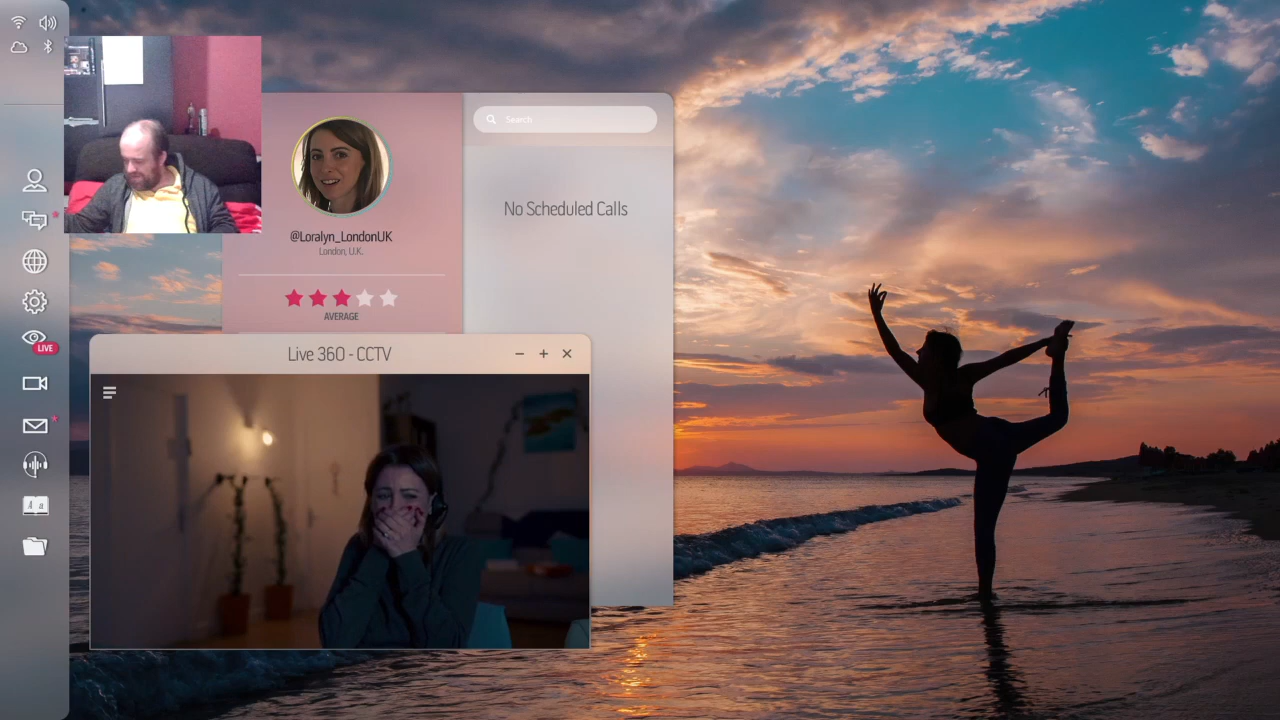 Search
No Scheduled Calls
@Loralyn_LondonUK
London, U.K.
AVERAGE
Live 360 - CCTV
LIVE
A a